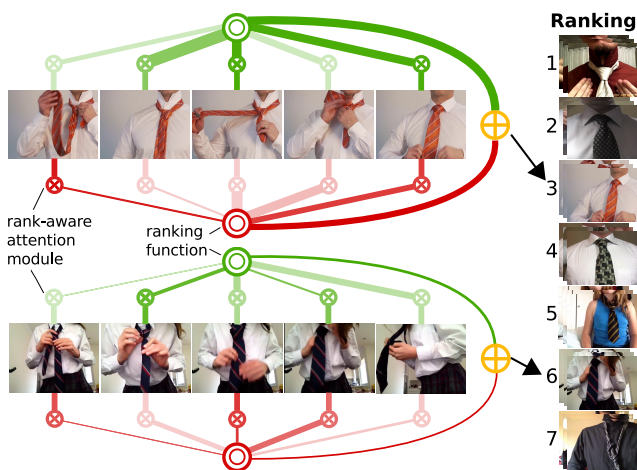 Ranking
1
2
3
4
5
6
7
rank-aware
attention
module
ranking
function